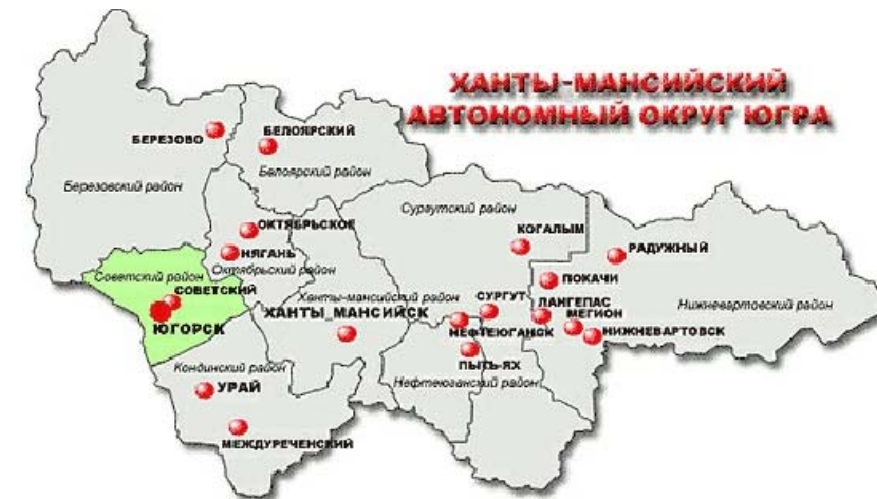 ХАНТЫ-МАНСИЙСКИЙ
АВТОНОМНЫЙ ОКРУГ ЮГРА
БЕРЕЗОВО
БЕЛОЯРСКИЙ
Белоярский район
Березовский район
Сургутский район
ОКТЯБРЬСКОЕ
КОГАЛЫМ
РАДУЖНЫЙ
НЯГАНЬ
Октябрьский район
Советский район
ПОКАЧИ
СОВЕТСКИЙ
Ханты-мансийский район
СУРГУТ
ЛАНГЕПАС
Нижневартовский район
ХАНТЫ_МАНСИЙСК
МЕГИОН
ЮГОРСК
НЕФТЕЮГАНСК
НИЖНЕВАРТОВСК
ПЫТЬ-ЯХ
Кондинский район
Нефтеюганский район
УРАЙ
МЕЖДУРЕЧЕНСКИЙ